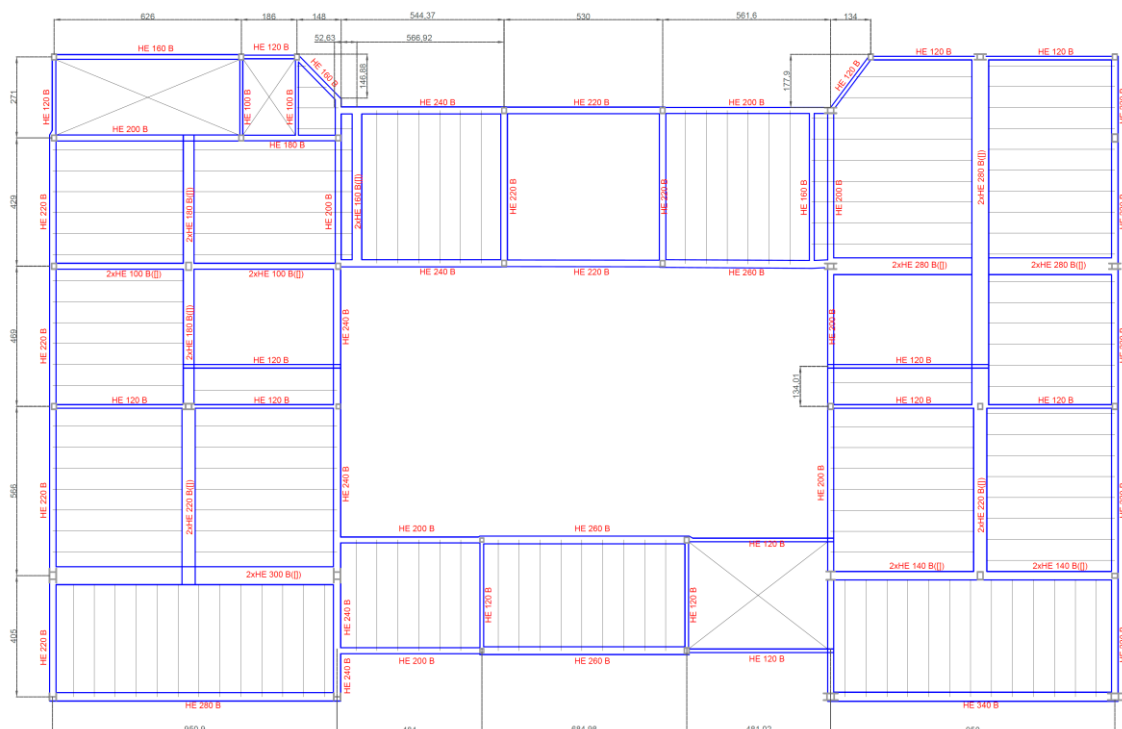 626
186
148
544,37
530
561,6
134
52,63
566,92
146,88
177,9
HE 160 B
HE 120 B
HE 160 B
HE 120 B
HE 120 B
HE 120 B
271
HE 120 B
HE 100 B
HE 100 B
HE 240 B
HE 220 B
HE 200 B
HE 200 B
HE 180 B
429
HE 220 B
2xHE 180 B([])
HE 200 B
2xHE 160 B([])
HE 220 B
HE 220 B
HE 160 B
HE 200 B
2xHE 280 B([])
2xHE 100 B([])
2xHE 100 B([])
HE 240 B
HE 220 B
HE 260 B
2xHE 280 B([])
2xHE 280 B([])
469
HE 220 B
2xHE 180 B([])
HE 240 B
HE 200 B
HE 120 B
HE 120 B
134,01
HE 120 B
HE 120 B
HE 120 B
HE 120 B
566
HE 220 B
2xHE 220 B([])
HE 240 B
HE 200 B
2xHE 220 B([])
HE 200 B
HE 260 B
HE 120 B
2xHE 300 B([])
2xHE 140 B([])
2xHE 140 B([])
405
HE 220 B
HE 240 B
HE 120 B
HE 120 B
HE 200 B
HE 260 B
HE 120 B
HE 240 B
HE 280 B
HE 340 B